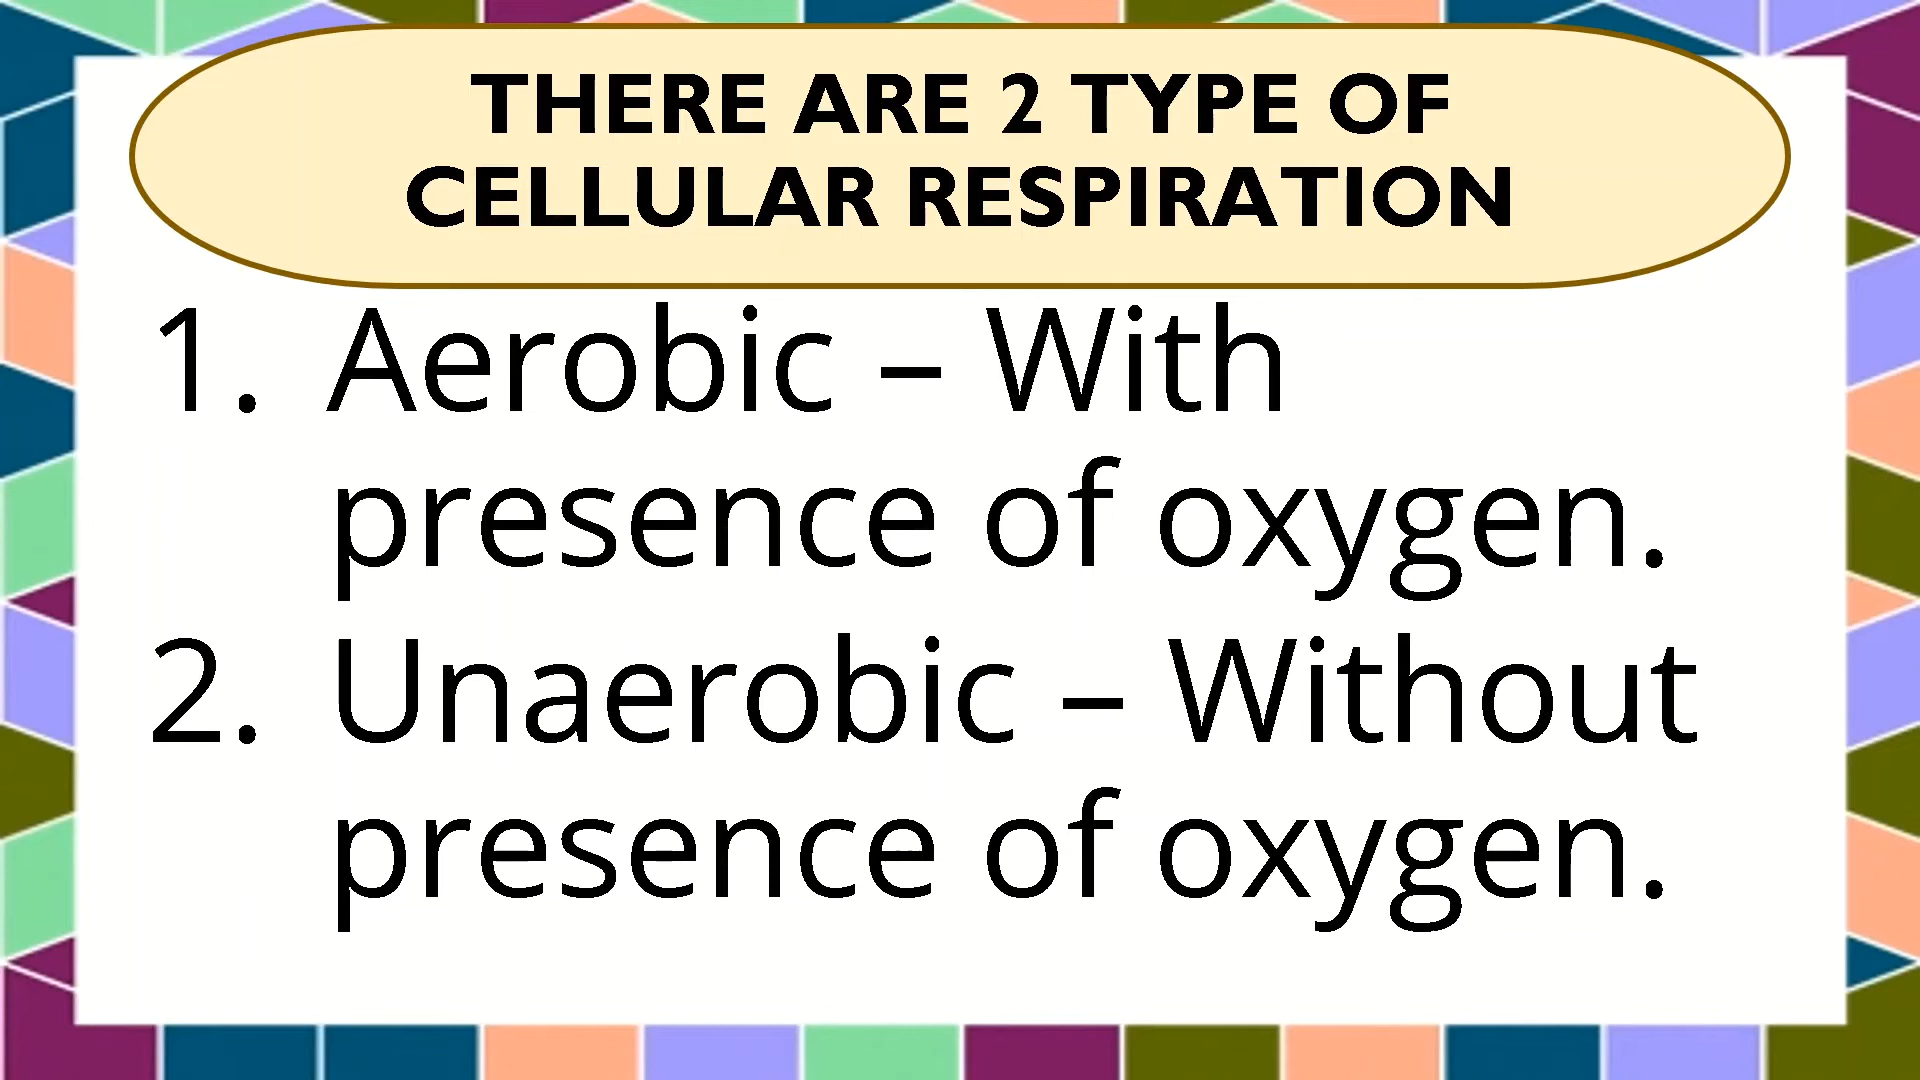 THERE ARE 2 TYPE OF
CELLULAR RESPIRATION
1. Aerobic – With
presence of oxygen.
2. Unaerobic – Without
presence of oxygen.